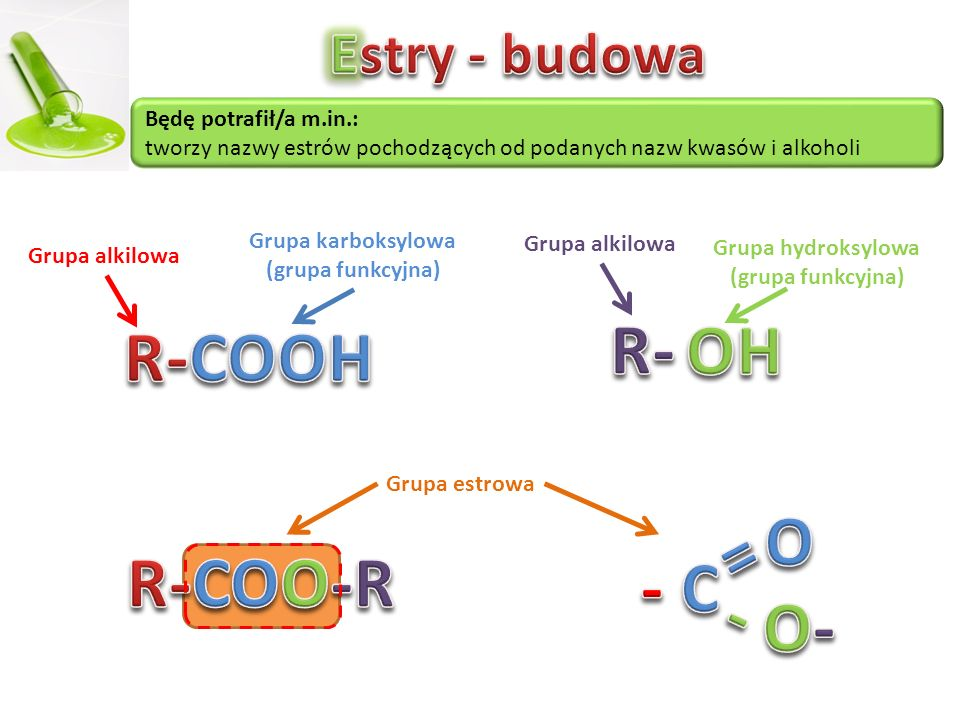 Estry - budowa
Będę potrafił/a m.in.:
tworzy nazwy estrów pochodzących od podanych nazw kwasów i alkoholi
Grupa alkilowa
Grupa karboksylowa
(grupa funkcyjna)
Grupa alkilowa
Grupa hydroksylowa
(grupa funkcyjna)
R-COOH
R- OH
Grupa estrowa
R-COO-R
- C
= O
- O-